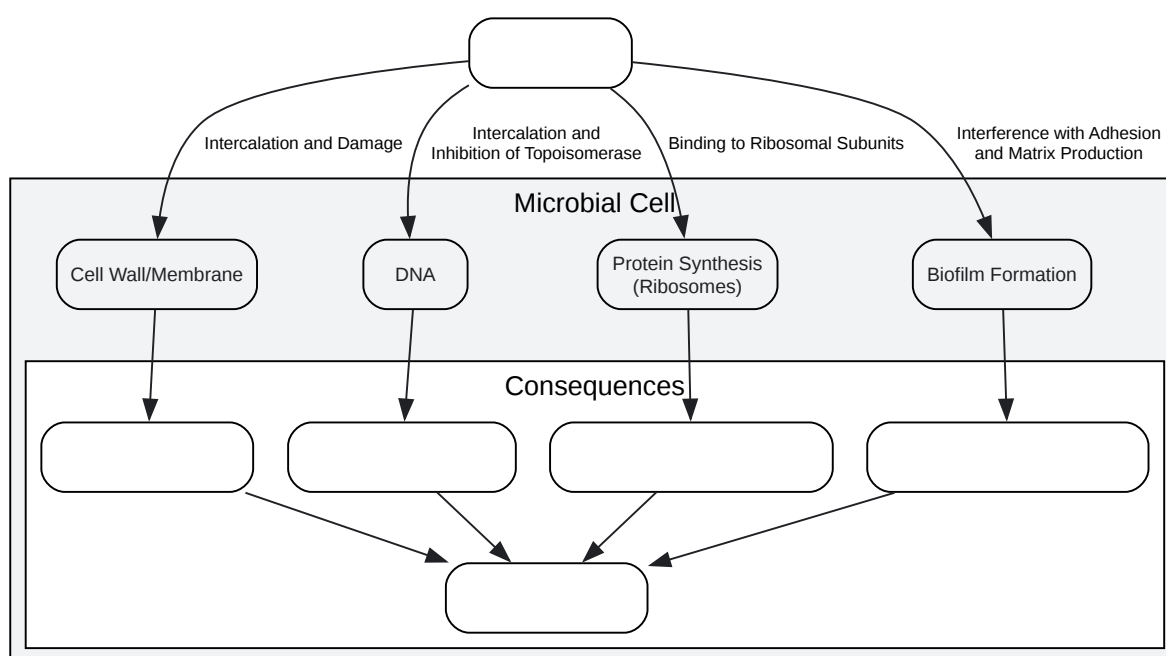 Intercalation and Damage
Intercalation and
Inhibition of Topoisomerase
Binding to Ribosomal Subunits
Interference with Adhesion
and Matrix Production
Microbial Cell
Cell Wall/Membrane
DNA
Protein Synthesis
(Ribosomes)
Biofilm Formation
Consequences